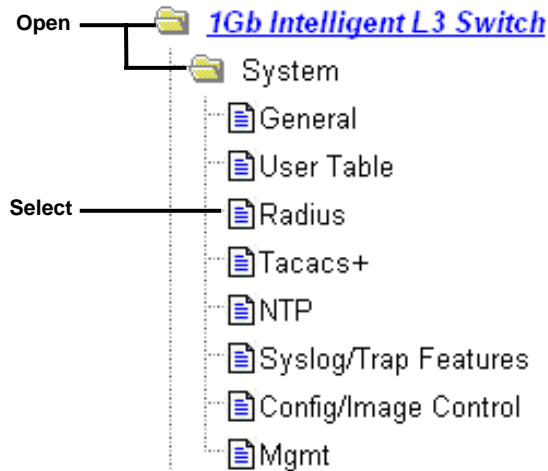 Open 1Gb Intelligent L3 Switch
System
General
User Table
Select Radius
Tacacs+
NTP
Syslog/Trap Features
Config/Image Control
Mgmt